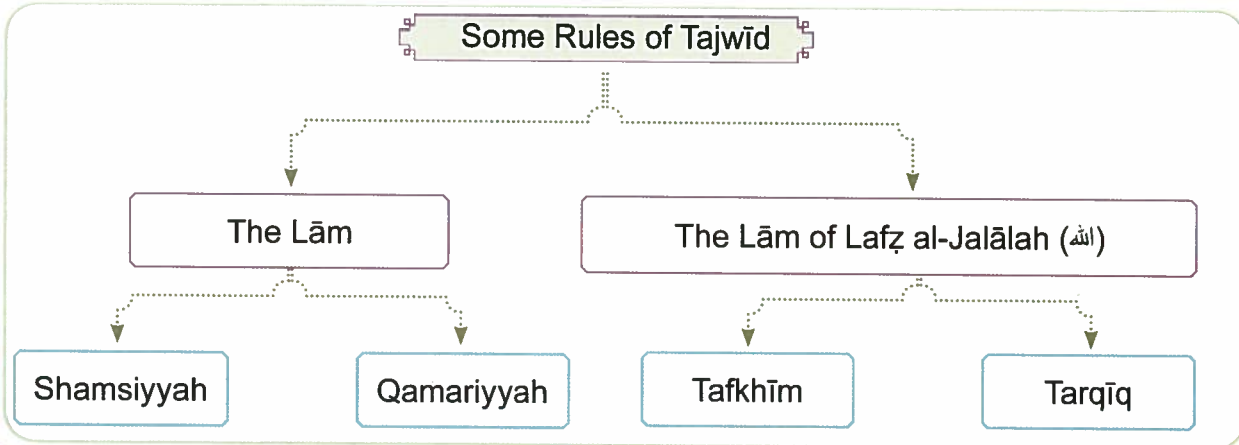 Some Rules of Tajwīd
The Lām
The Lām of Lafẓ al-Jalālah (الله)
Shamsiyyah
Qamariyyah
Tafkhīm
Tarqīq